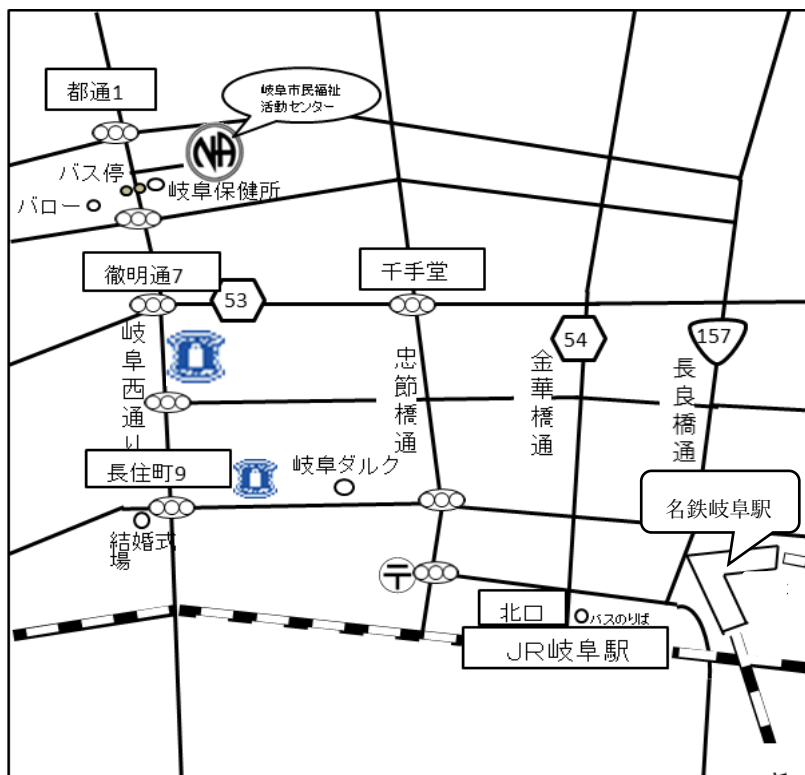 都通1
岐阜市民福祉
活動センター
NA
バス停
岐阜保健所
バロー
徹明通7
53
千手堂
54
157
岐阜西通り
忠節橋通
金華橋通
長良橋通
長住町9
岐阜ダルク
名鉄岐阜駅
結婚式
場
〒
北口
バスのりば
JR岐阜駅